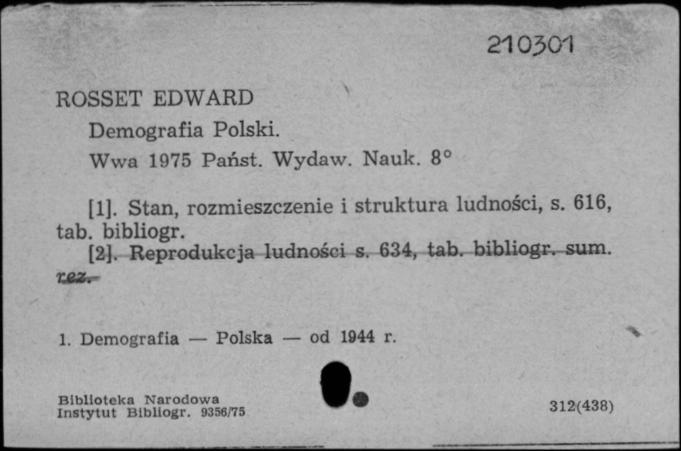 210301
ROSSET EDWARD
Demografia Polski.
Wwa 1975 Państ. Wydaw. Nauk. 8°
[1]. Stan, rozmieszczenie i struktura ludności, s. 616,
tab. bibliogr.
[2]. Reprodukcja ludności s. 634, tab. bibliogr. sum.
rez.
1. Demografia — Polska — od 1944 r.
Biblioteka Narodowa
Instytut Bibliogr. 9356/75
312(438)